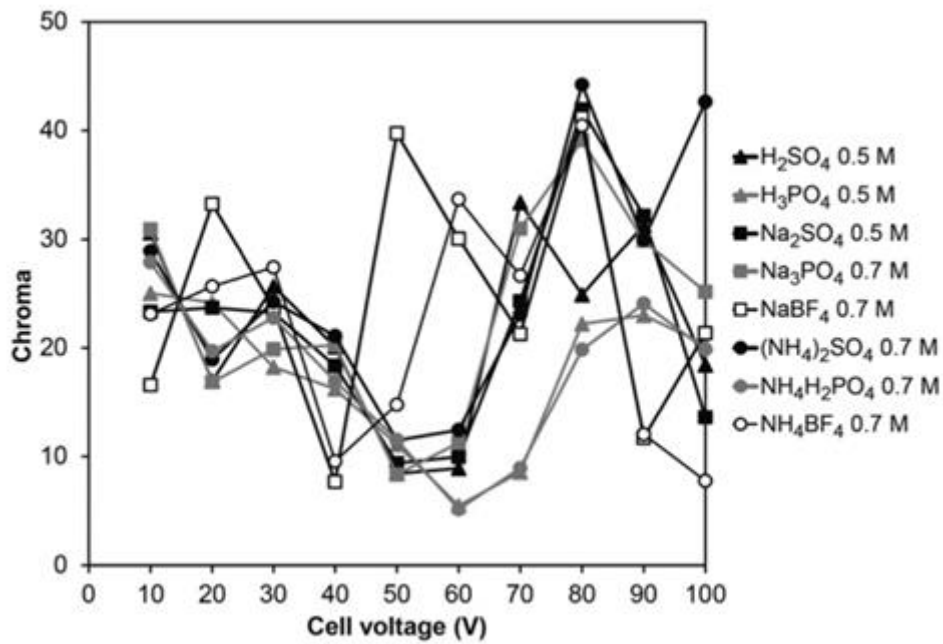 50
40
30
20
10
0
Chroma
0 10 20 30 40 50 60 70 80 90 100
Cell voltage (V)
H₂SO₄ 0.5 M
H₃PO₄ 0.5 M
Na₂SO₄ 0.5 M
Na₃PO₄ 0.7 M
NaBF₄ 0.7 M
(NH₄)₂SO₄ 0.7 M
NH₄H₂PO₄ 0.7 M
NH₄BF₄ 0.7 M